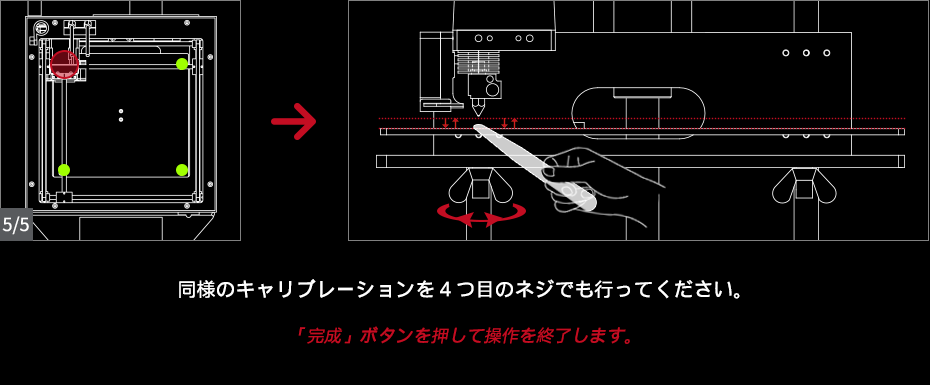 5/5
同様のキャリブレーションを４つ目のネジでも行ってください。
「完成」ボタンを押して操作を終了します。